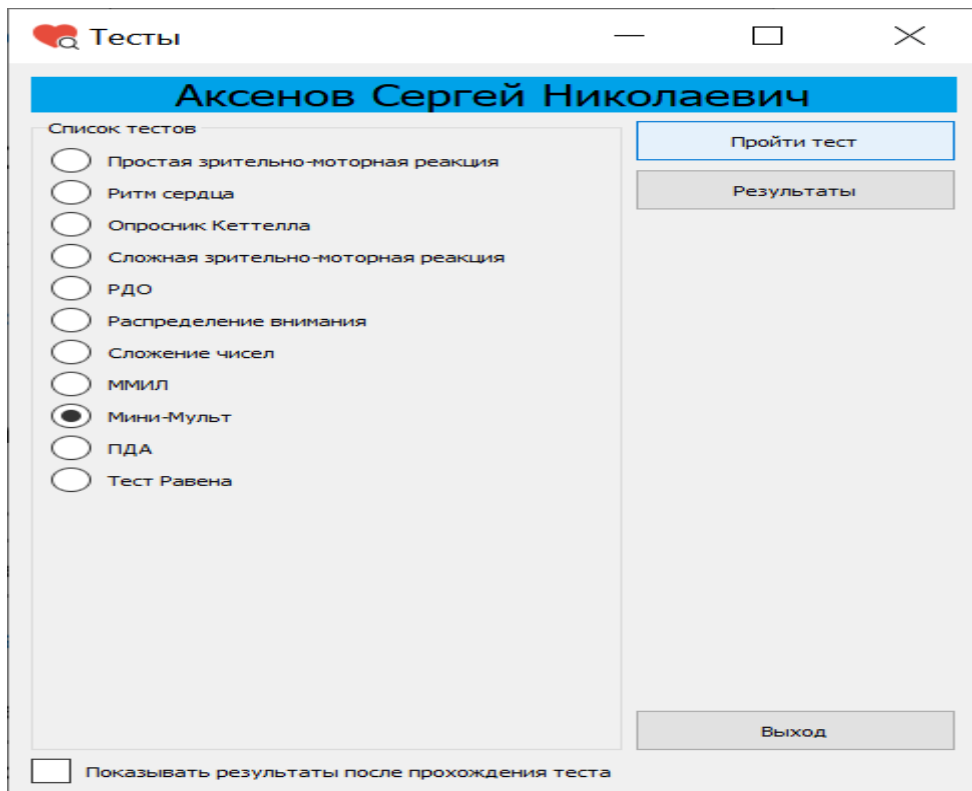 Тесты
Аксенов Сергей Николаевич
Список тестов
Простая зрительно-моторная реакция
Ритм сердца
Опросник Кеттелла
Сложная зрительно-моторная реакция
РДО
Распределение внимания
Сложение чисел
ММИЛ
Мини-Мульт
ПДА
Тест Равена
Пройти тест
Результаты
Выход
Показывать результаты после прохождения теста